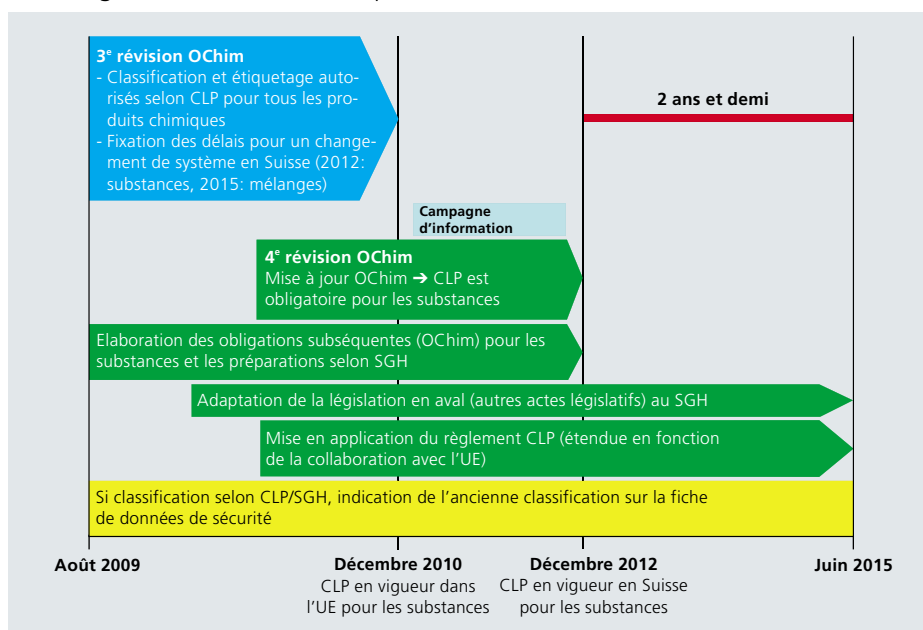 3e révision OChim
- Classification et étiquetage auto-
risés selon CLP pour tous les pro-
duits chimiques
- Fixation des délais pour un change-
ment de système en Suisse (2012:
substances, 2015: mélanges)
2 ans et demi
Campagne
d’information
4e révision OChim
Mise à jour OChim ➔ CLP est
obligatoire pour les substances
Elaboration des obligations subséquentes (OChim) pour les
substances et les préparations selon SGH
Adaptation de la législation en aval (autres actes législatifs) au SGH
Mise en application du règlement CLP (étendue en fonction
de la collaboration avec l’UE)
Si classification selon CLP/SGH, indication de l’ancienne classification sur la fiche
de données de sécurité
Août 2009
Décembre 2010
CLP en vigueur dans
l’UE pour les substances
Décembre 2012
CLP en vigueur en Suisse
pour les substances
Juin 2015